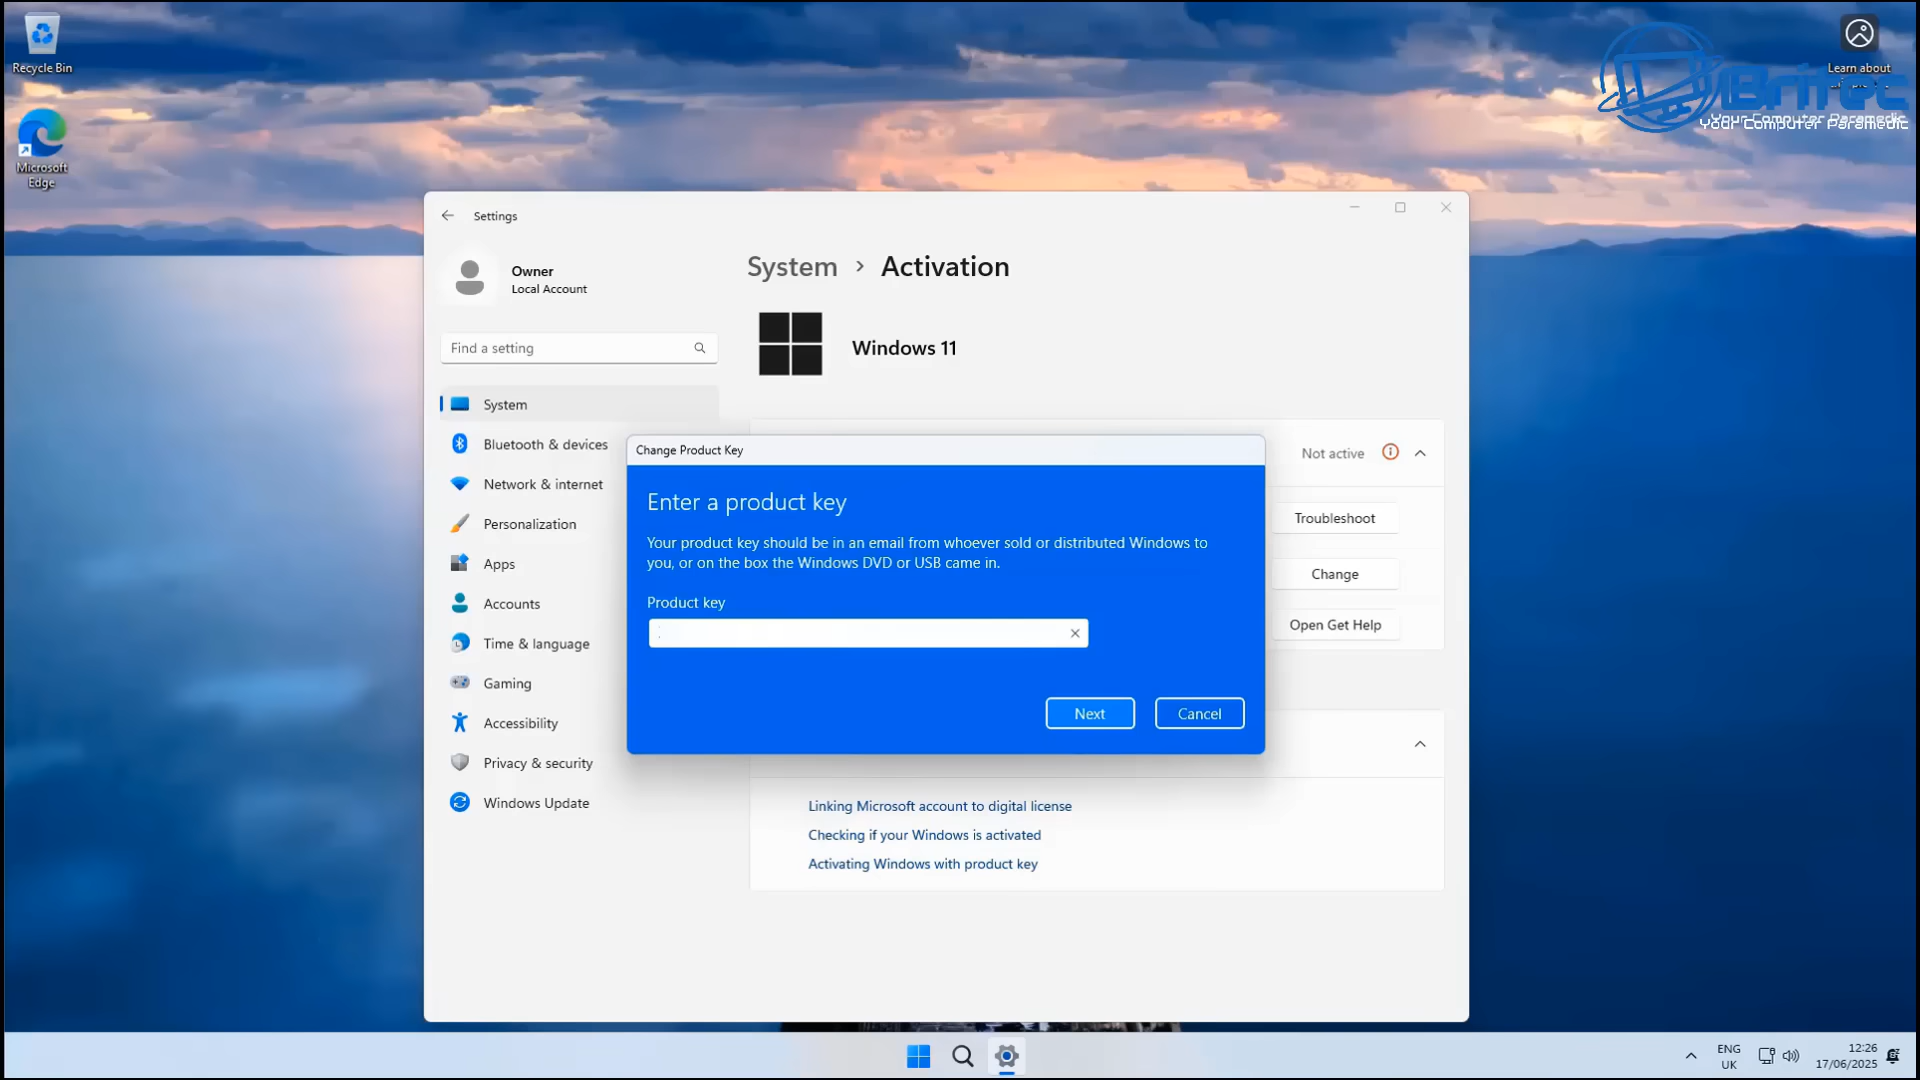 Recycle Bin
Microsoft
Edge
Learn about
Britec
Your Computer Paramedic
Settings
Owner
Local Account
Find a setting
System
Bluetooth & devices
Network & internet
Personalization
Apps
Accounts
Time & language
Gaming
Accessibility
Privacy & security
Windows Update
System > Activation
Windows 11
Not active
Troubleshoot
Change
Open Get Help
Change Product Key
Enter a product key
Your product key should be in an email from whoever sold or distributed Windows to
you, or on the box the Windows DVD or USB came in.
Product key
Next
Cancel
Linking Microsoft account to digital license
Checking if your Windows is activated
Activating Windows with product key
ENG
UK
12:26
17/06/2025